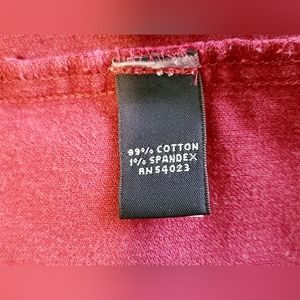 99% COTTON
1% SPANDEX
RN54023